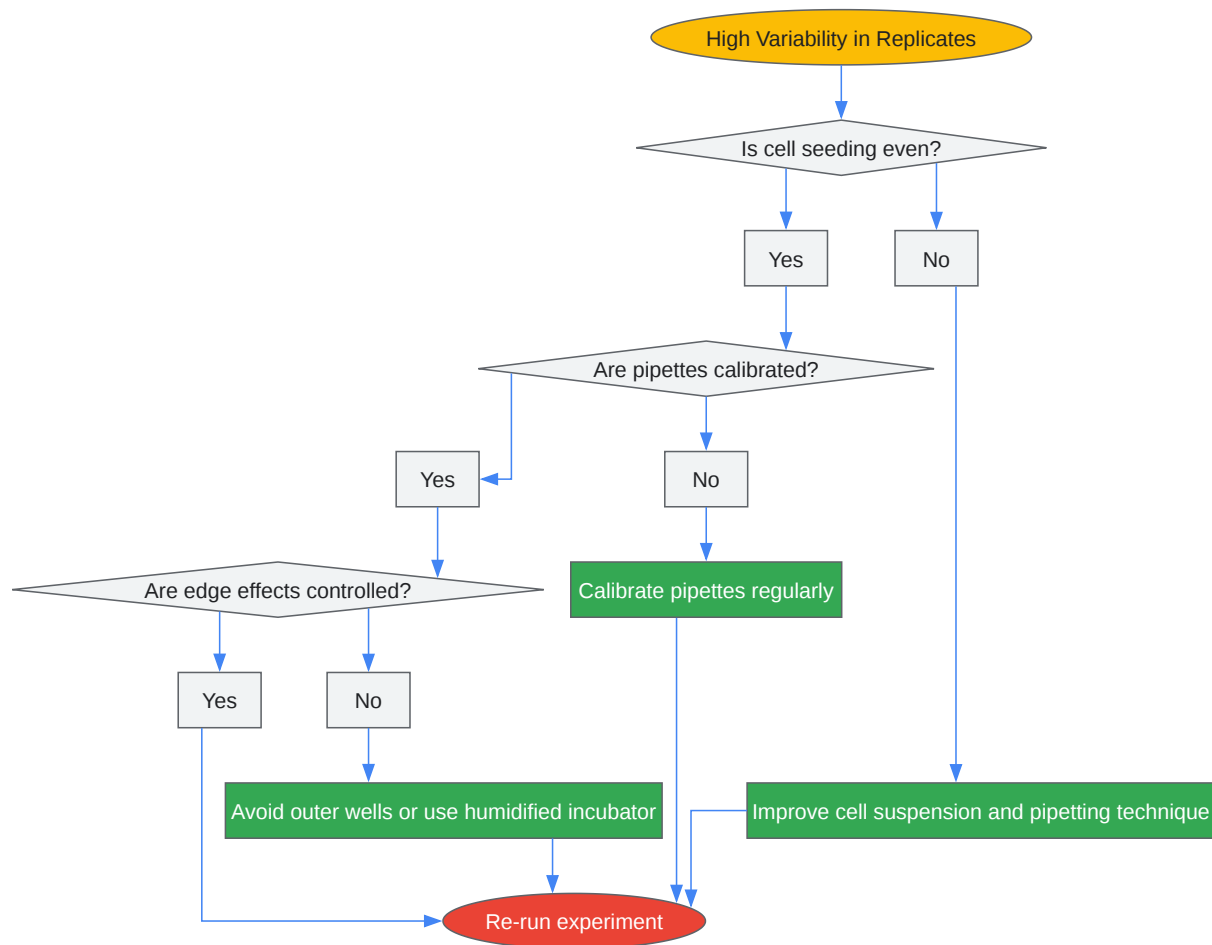 High Variability in Replicates
Is cell seeding even?
Yes
No
Are pipettes calibrated?
Yes
No
Are edge effects controlled?
Calibrate pipettes regularly
Yes
No
Avoid outer wells or use humidified incubator
Improve cell suspension and pipetting technique
Re-run experiment